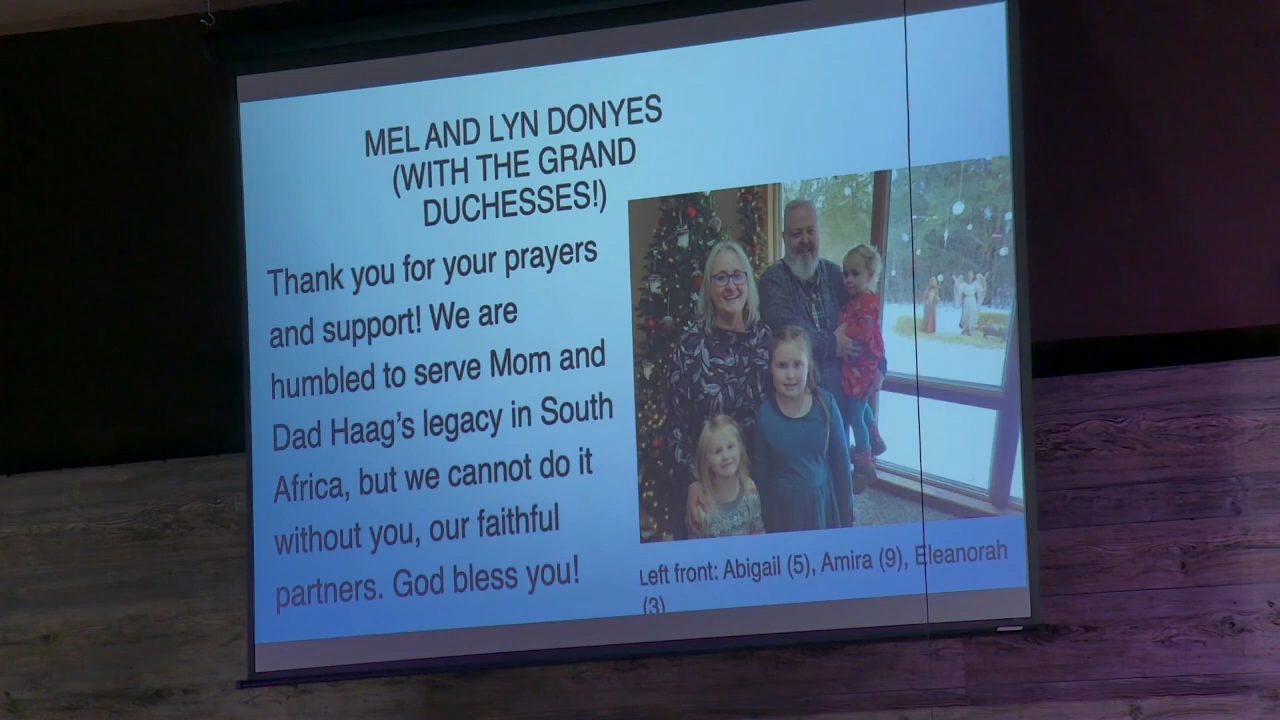 MEL AND LYN DONYES
(WITH THE GRAND
DUCHESSES!)
Thank you for your prayers
and support! We are
humbled to serve Mom and
Dad Haag's legacy in South
Africa, but we cannot do it
without you, our faithful
partners. God bless you!
Left front: Abigail (5), Amira (9), Eleanorah
(3)